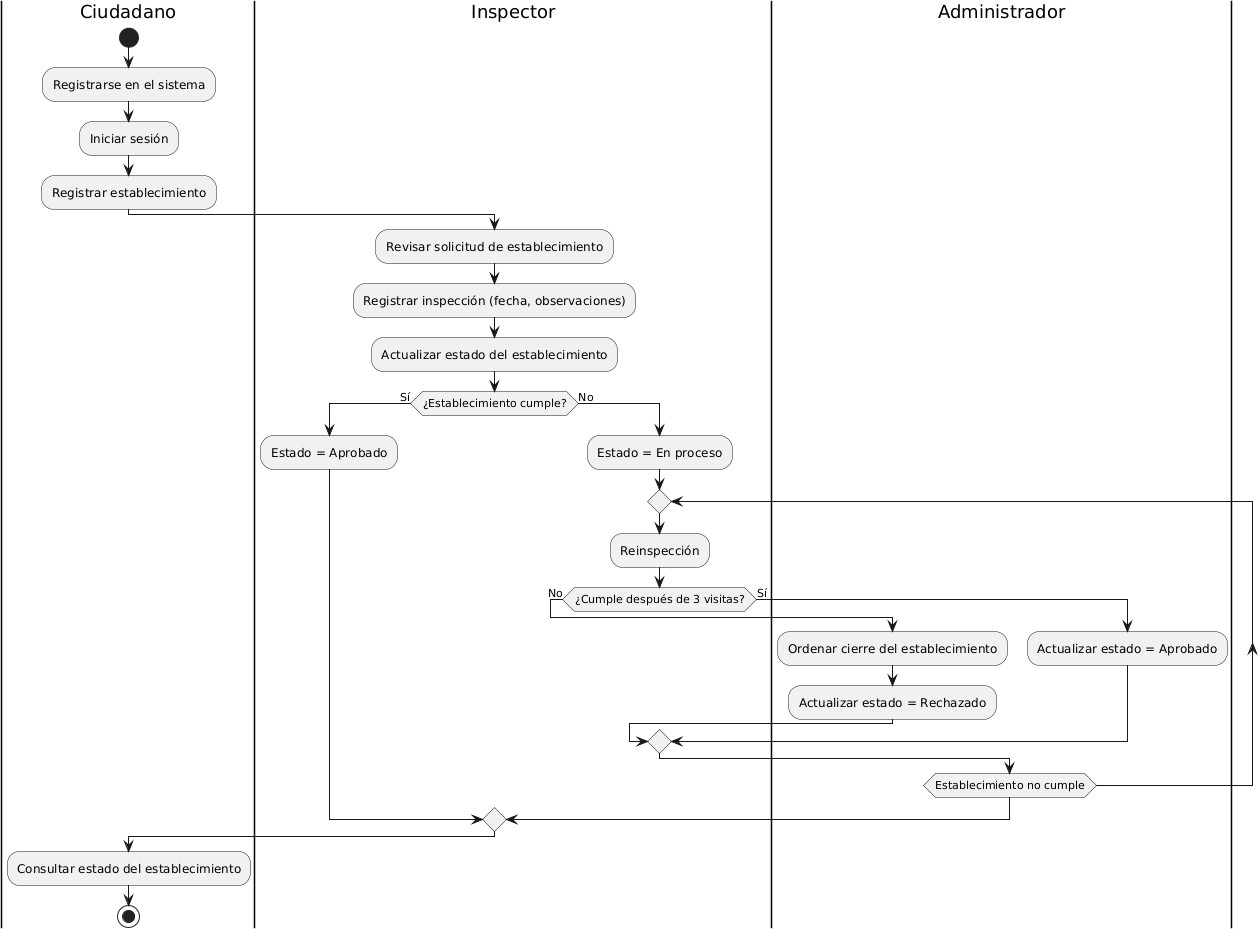 Ciudadano
Inspector
Administrador
Registrarse en el sistema
Iniciar sesión
Registrar establecimiento
Revisar solicitud de establecimiento
Registrar inspección (fecha, observaciones)
Actualizar estado del establecimiento
¿Establecimiento cumple?
Sí
No
Estado = Aprobado
Estado = En proceso
Reinspección
¿Cumple después de 3 visitas?
No
Sí
Ordenar cierre del establecimiento
Actualizar estado = Aprobado
Actualizar estado = Rechazado
Establecimiento no cumple
Consultar estado del establecimiento